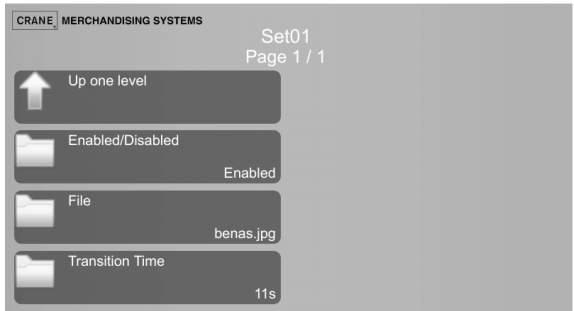 CRANE® MERCHANDISING SYSTEMS
Set01
Page 1 / 1
Up one level
Enabled/Disabled
Enabled
File
benas.jpg
Transition Time
11s